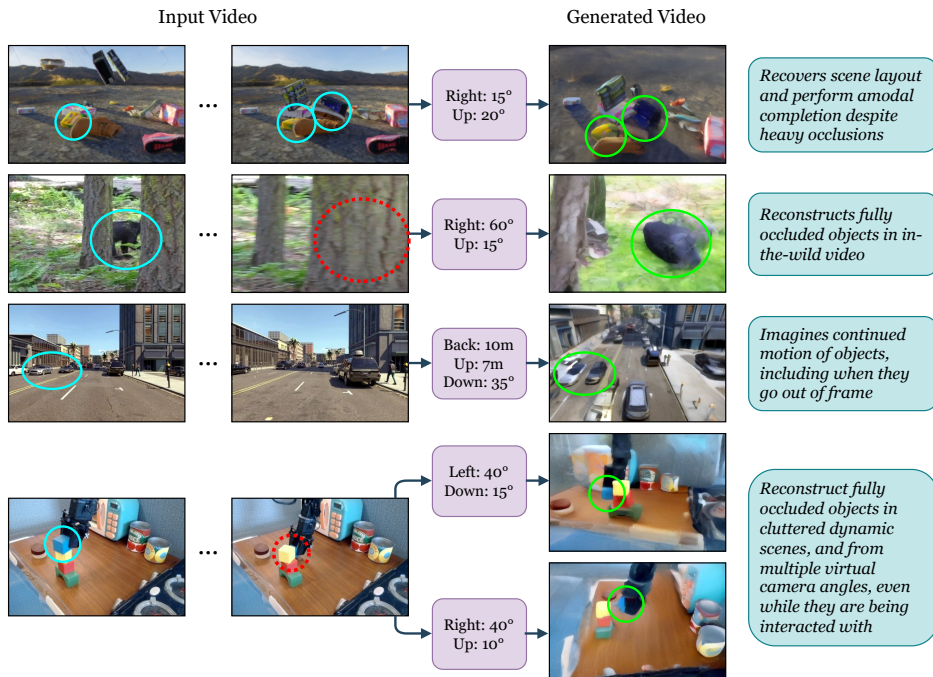 Input Video
Generated Video
Right: 15°
Up: 20°
Recovers scene layout
and perform amodal
completion despite
heavy occlusions
...
Right: 60°
Up: 15°
Reconstructs fully
occluded objects in in-
the-wild video
...
Back: 10m
Up: 7m
Down: 35°
Imagines continued
motion of objects,
including when they
go out of frame
...
Left: 40°
Down: 15°
Reconstruct fully
occluded objects in
cluttered dynamic
scenes, and from
multiple virtual
camera angles, even
while they are being
interacted with
...
Right: 40°
Up: 10°